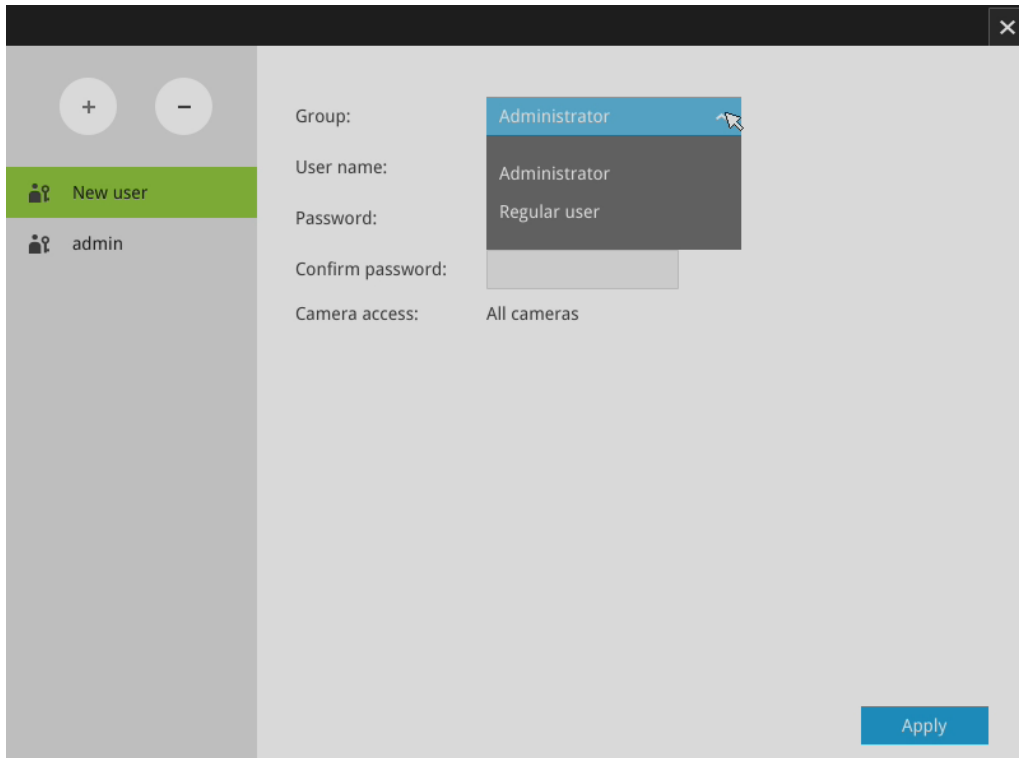 + −
New user
admin
Group: Administrator
User name: Administrator
Regular user
Password:
Confirm password:
Camera access: All cameras
Apply